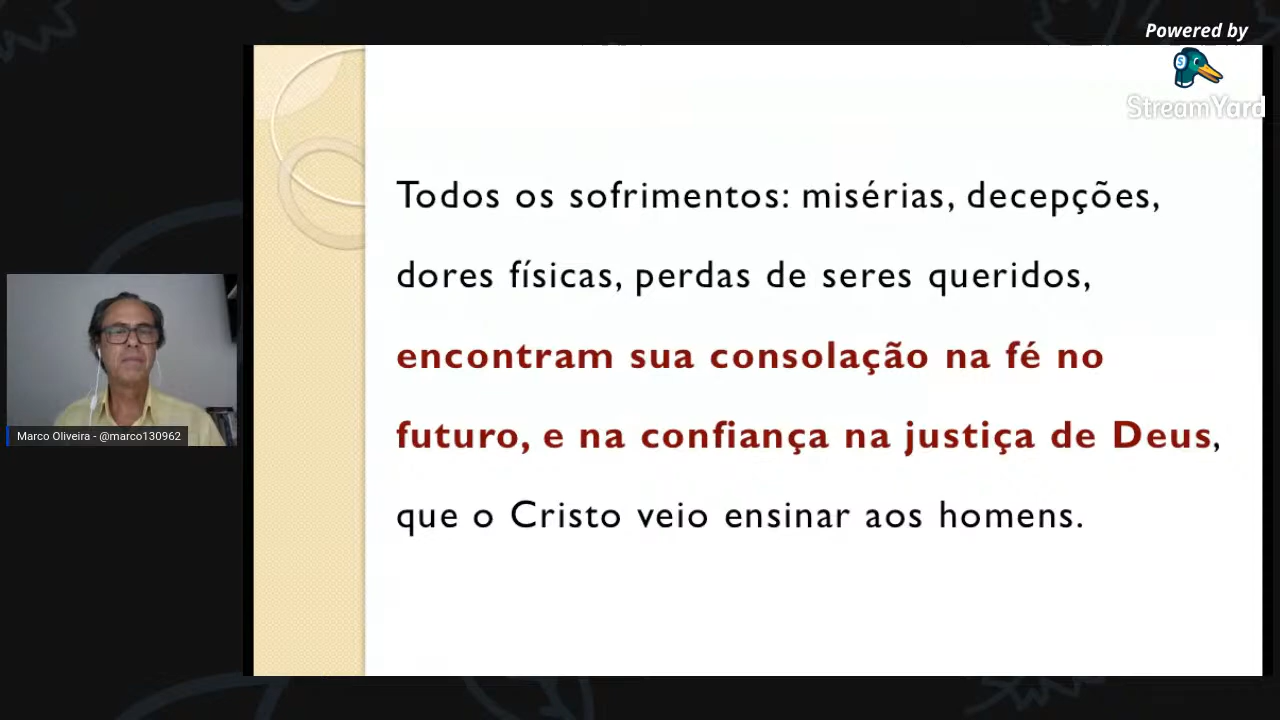 Powered by
StreamYard
Todos os sofrimentos: misérias, decepções,
dores físicas, perdas de seres queridos,
encontram sua consolação na fé no
futuro, e na confiança na justiça de Deus,
que o Cristo veio ensinar aos homens.
Marco Oliveira - @marco130962